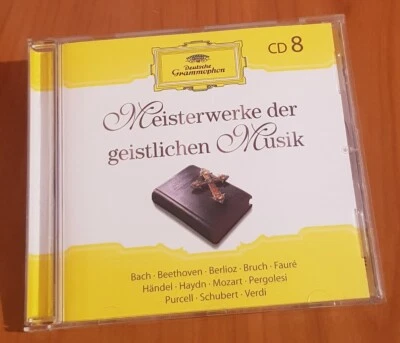 Deutsche
Grammophon
CD 8
Meisterwerke der
geistlichen Musik
Bach · Beethoven · Berlioz · Bruch · Fauré
Händel · Haydn · Mozart · Pergolesi
Purcell · Schubert · Verdi